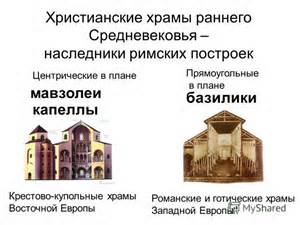 Христианские храмы раннего
Средневековья –
наследники римских построек
Центрические в плане
мавзолеи
капеллы
Прямоугольные
в плане
базилики
Крестово-купольные храмы
Восточной Европы
Романские и готические храмы
Западной Европы
MyShared